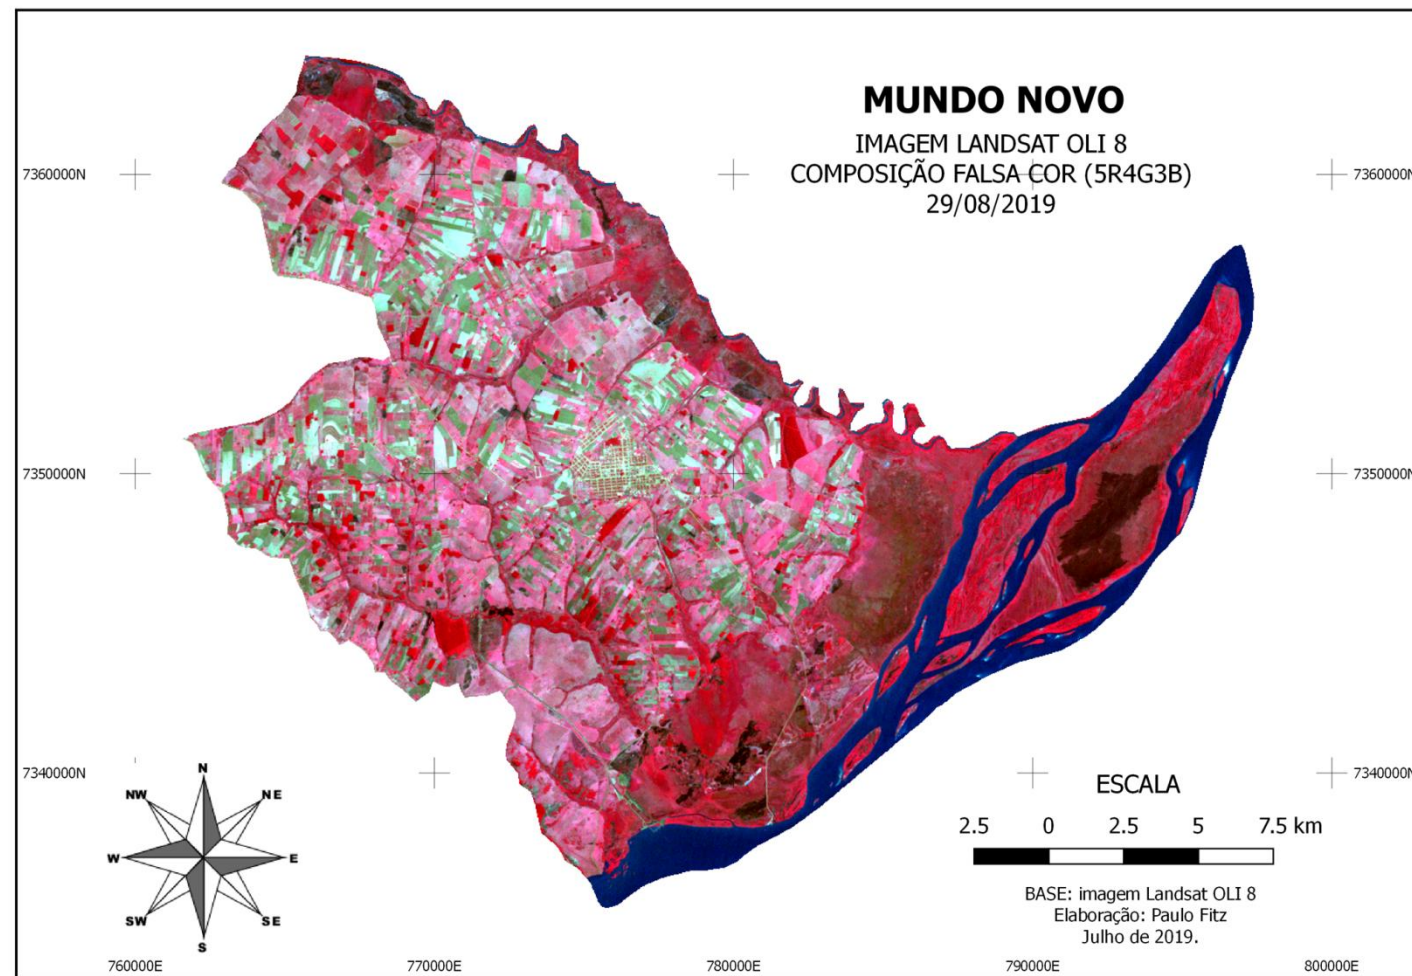 MUNDO NOVO
IMAGEM LANDSAT OLI 8
COMPOSIÇÃO FALSA COR (5R4G3B)
29/08/2019
7360000N
7360000N
7350000N
7350000N
7340000N
7340000N
N
NW
NE
W
E
SW
SE
S
ESCALA
2.5 0 2.5 5 7.5 km
BASE: imagem Landsat OLI 8
Elaboração: Paulo Fitz
Julho de 2019.
760000E 770000E 780000E 790000E 800000E